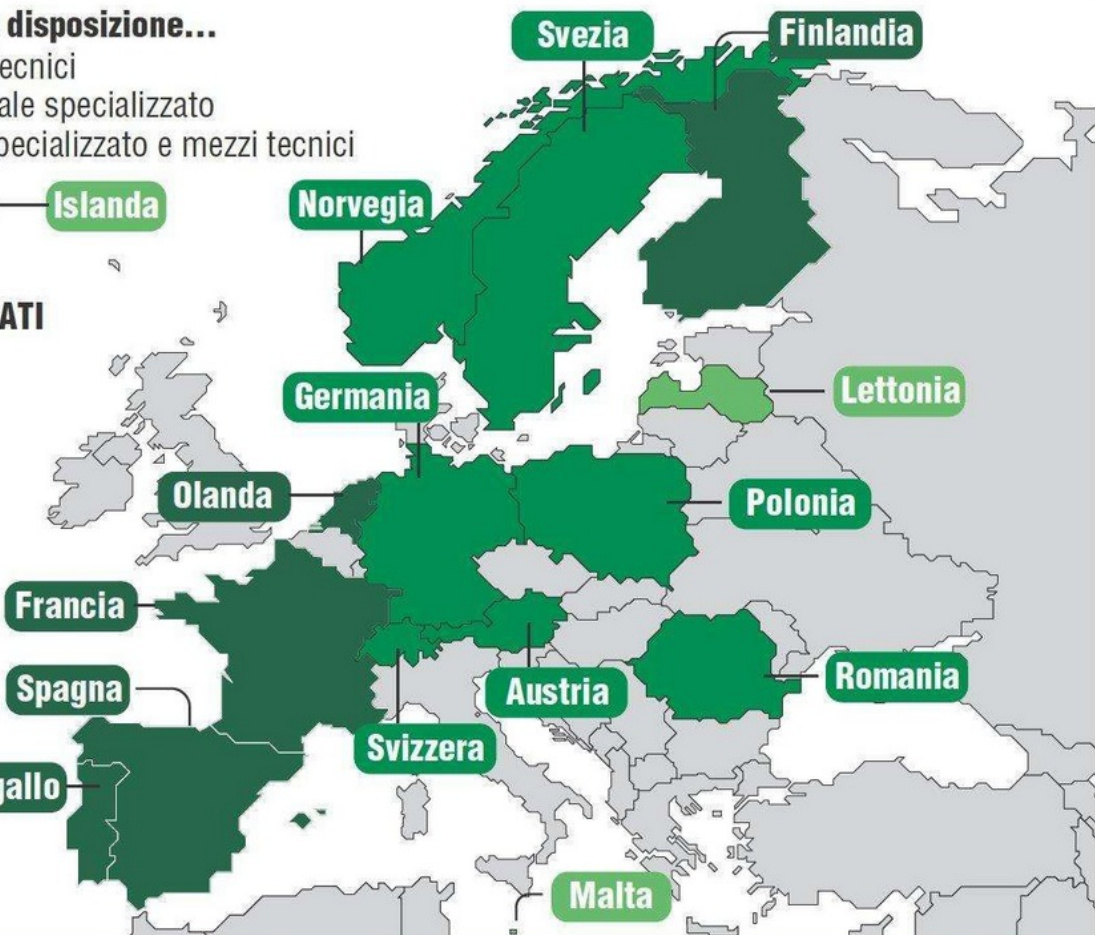 disposizione...
ecnici
ale specializzato
pecializzato e mezzi tecnici
Svezia
Finlandia
Islanda
Norvegia
ATI
Germania
Lettonia
Olanda
Polonia
Francia
Spagna
Austria
Romania
Svizzera
gallo
Malta